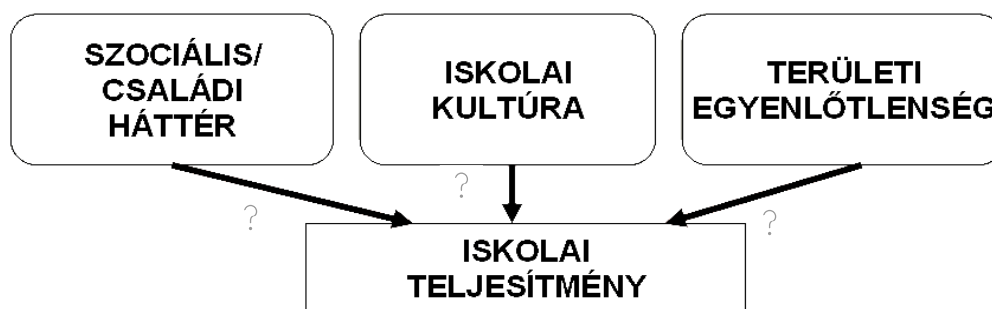 SZOCIÁLIS/
CSALÁDI
HÁTTÉR
ISKOLAI
KULTÚRA
TERÜLETI
EGYENLŐTLENSÉG
?
?
?
ISKOLAI
TELJESÍTMÉNY